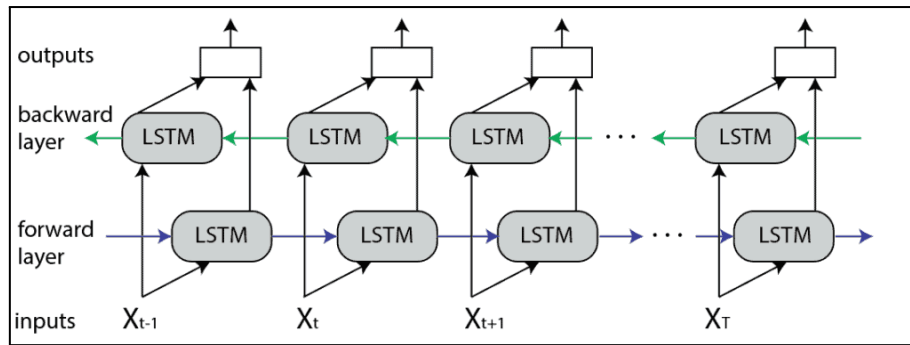 outputs
backward
layer
LSTM LSTM LSTM ... LSTM
forward
layer
LSTM LSTM LSTM ... LSTM
inputs Xt-1 Xt Xt+1 XT